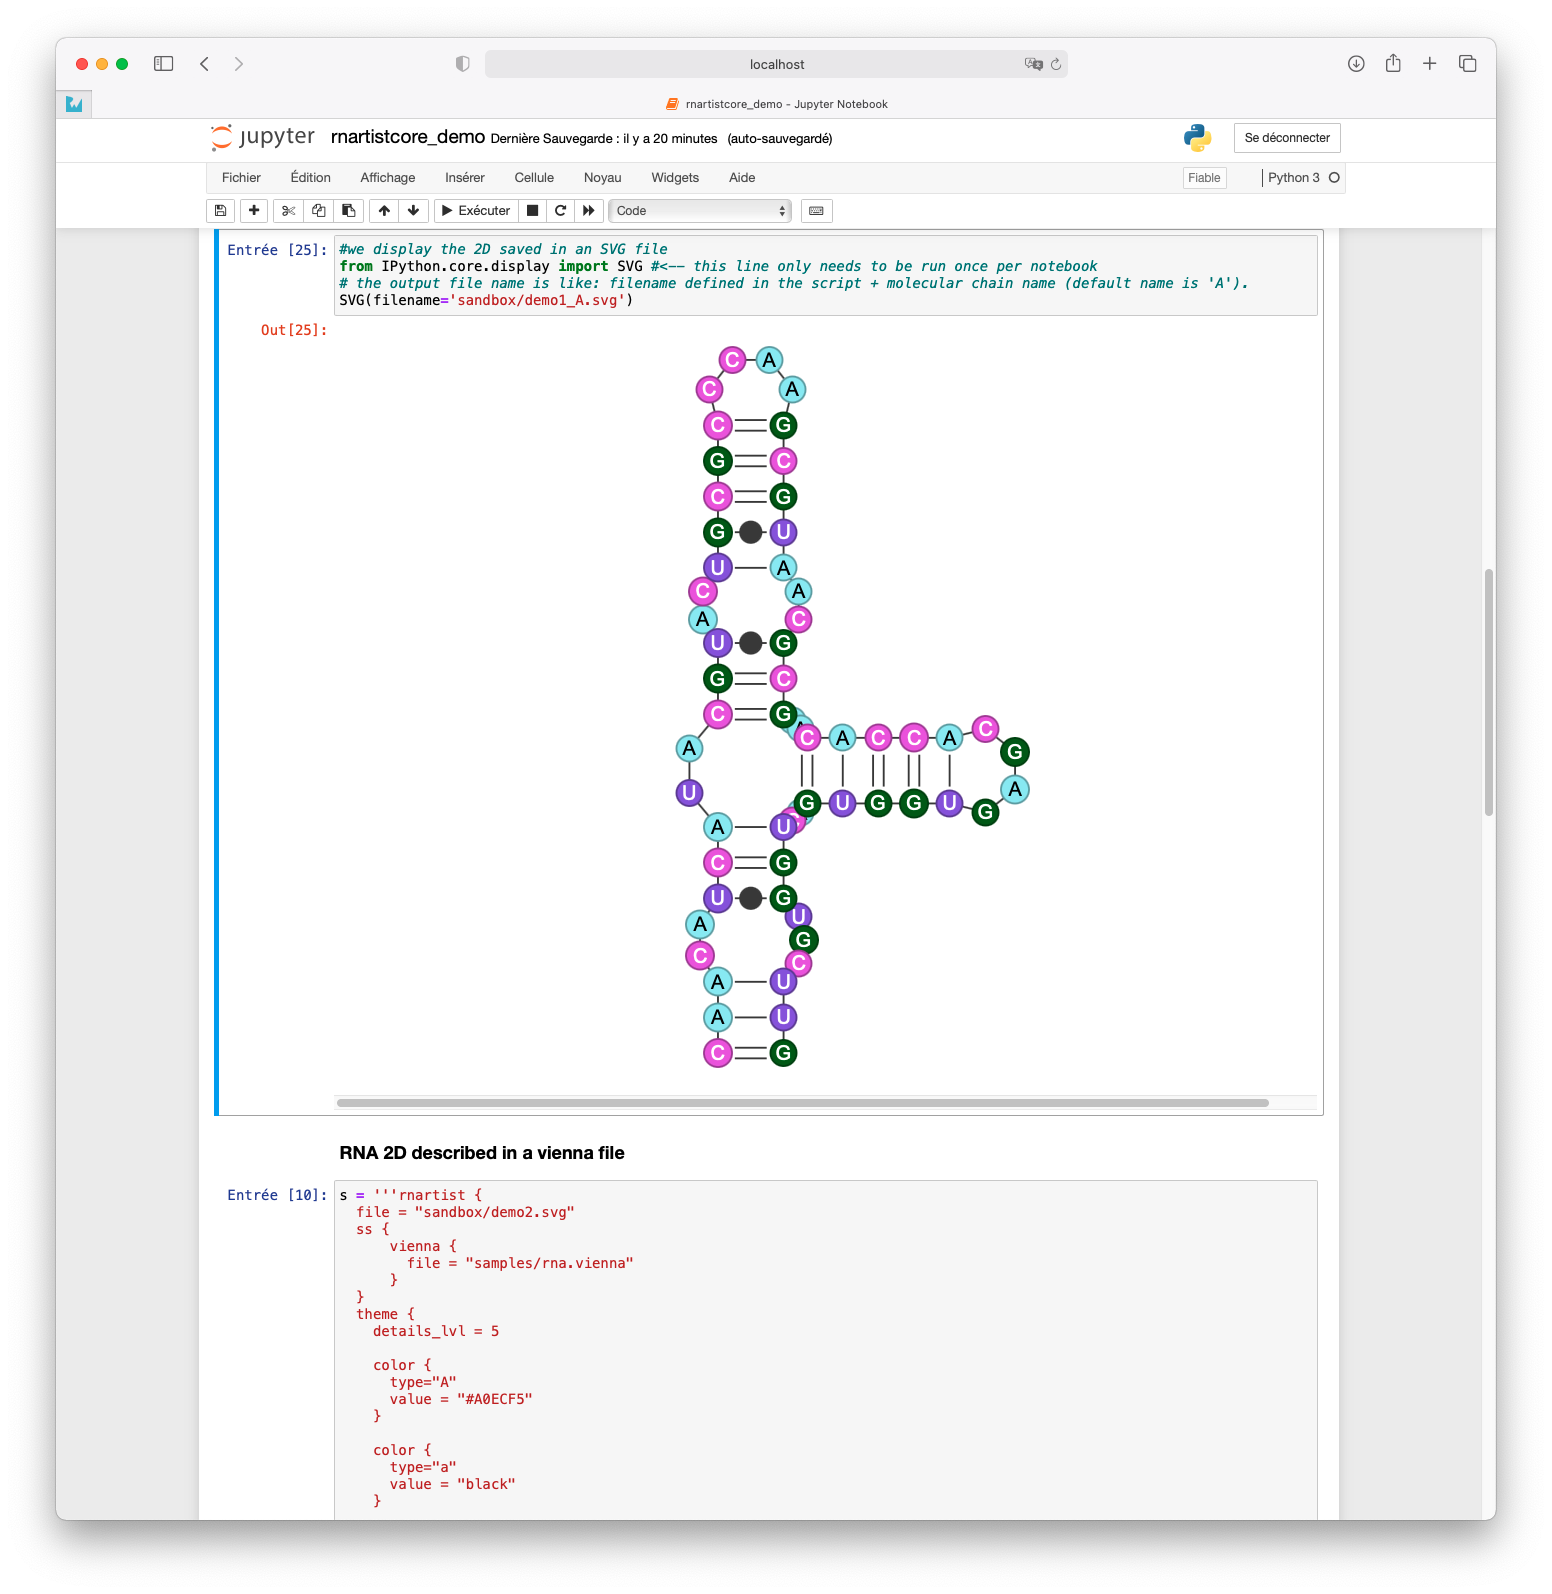 localhost
rnartistcore_demo - Jupyter Notebook
jupyter rnartistcore_demo Dernière Sauvegarde : il y a 20 minutes (auto-sauvegardé)
Se déconnecter
Fichier Édition Affichage Insérer Cellule Noyau Widgets Aide
Fiable Python 3
Exécuter Code
Entrée [25]:
#we display the 2D saved in an SVG file
from IPython.core.display import SVG #<-- this line only needs to be run once per notebook
# the output file name is like: filename defined in the script + molecular chain name (default name is 'A').
SVG(filename='sandbox/demo1_A.svg')
Out[25]:
C A
C A
C G
G C
C G
G U
U A
C A
A C
U G
G C
C G
A
C A C C A C
A
G
U
A
G U G G U G
A U
C G
U G
A U
G
C C
A U
A U
C G
RNA 2D described in a vienna file
Entrée [10]:
s = '''rnartist {
file = "sandbox/demo2.svg"
ss {
vienna {
file = "samples/rna.vienna"
}
}
theme {
details_lvl = 5
color {
type="A"
value = "#A0ECF5"
}
color {
type="a"
value = "black"
}